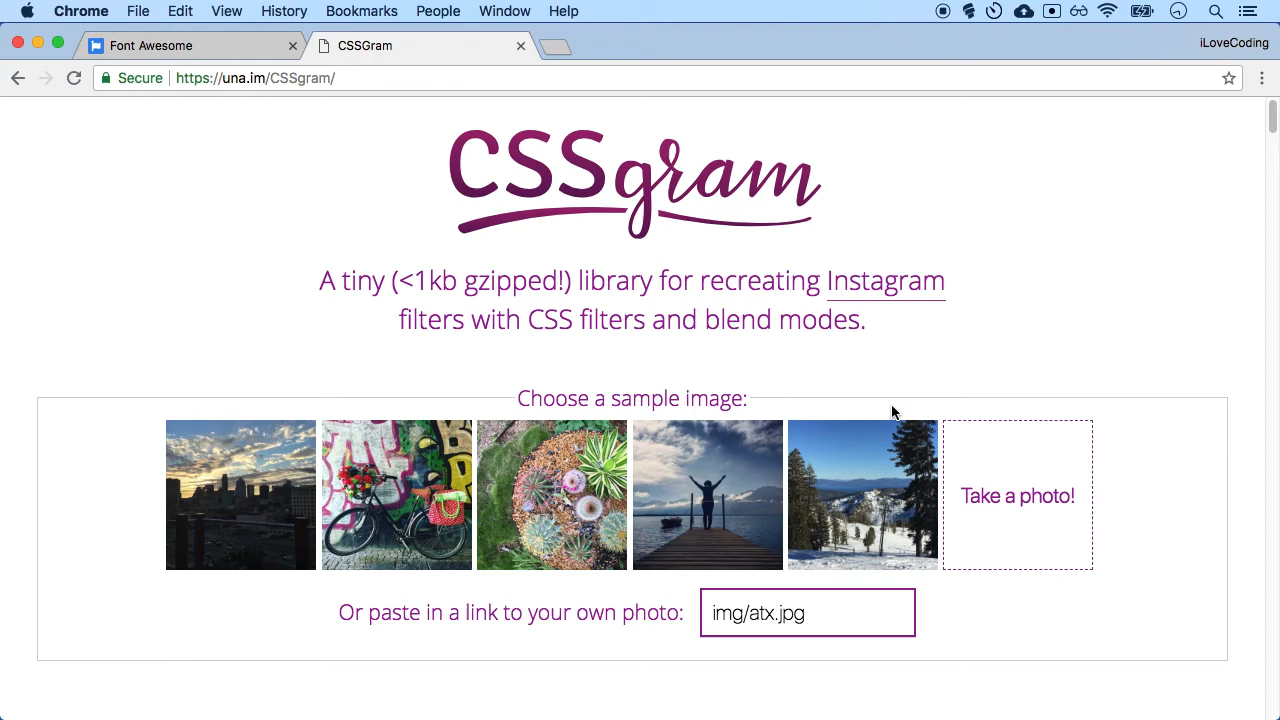 Chrome File Edit View History Bookmarks People Window Help
Font Awesome
CSSGram
iLoveCoding
Secure https://una.im/CSSgram/
CSSgram
A tiny (<1kb gzipped!) library for recreating Instagram
filters with CSS filters and blend modes.
Choose a sample image:
Take a photo!
Or paste in a link to your own photo: img/atx.jpg